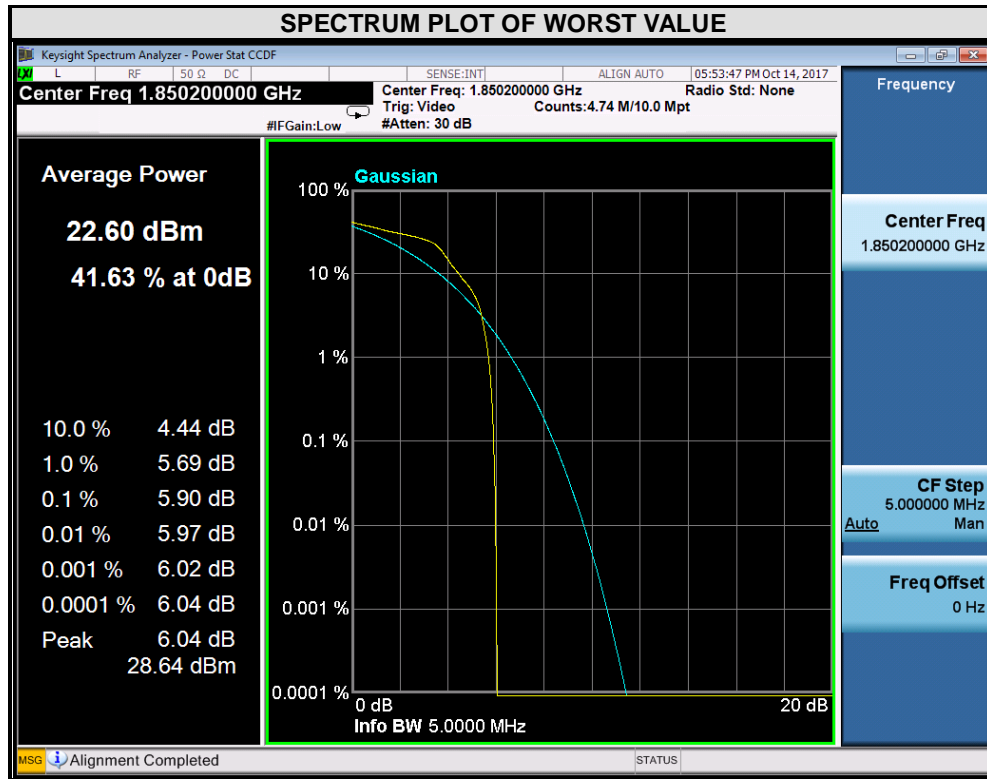 SPECTRUM PLOT OF WORST VALUE
Keysight Spectrum Analyzer - Power Stat CCDF
LXI L RF 50 Ω DC SENSE:INT ALIGN AUTO 05:53:47 PM Oct 14, 2017
Center Freq 1.850200000 GHz
#IFGain:Low
Center Freq: 1.850200000 GHz Radio Std: None
Trig: Video Counts:4.74 M/10.0 Mpt
#Atten: 30 dB
Frequency
Average Power
22.60 dBm
41.63 % at 0dB
10.0 % 4.44 dB
1.0 % 5.69 dB
0.1 % 5.90 dB
0.01 % 5.97 dB
0.001 % 6.02 dB
0.0001 % 6.04 dB
Peak 6.04 dB
28.64 dBm
Gaussian
100 %
10 %
1 %
0.1 %
0.01 %
0.001 %
0.0001 %
0 dB 20 dB
Info BW 5.0000 MHz
Center Freq
1.850200000 GHz
CF Step
5.000000 MHz
Auto Man
Freq Offset
0 Hz
MSG Alignment Completed STATUS